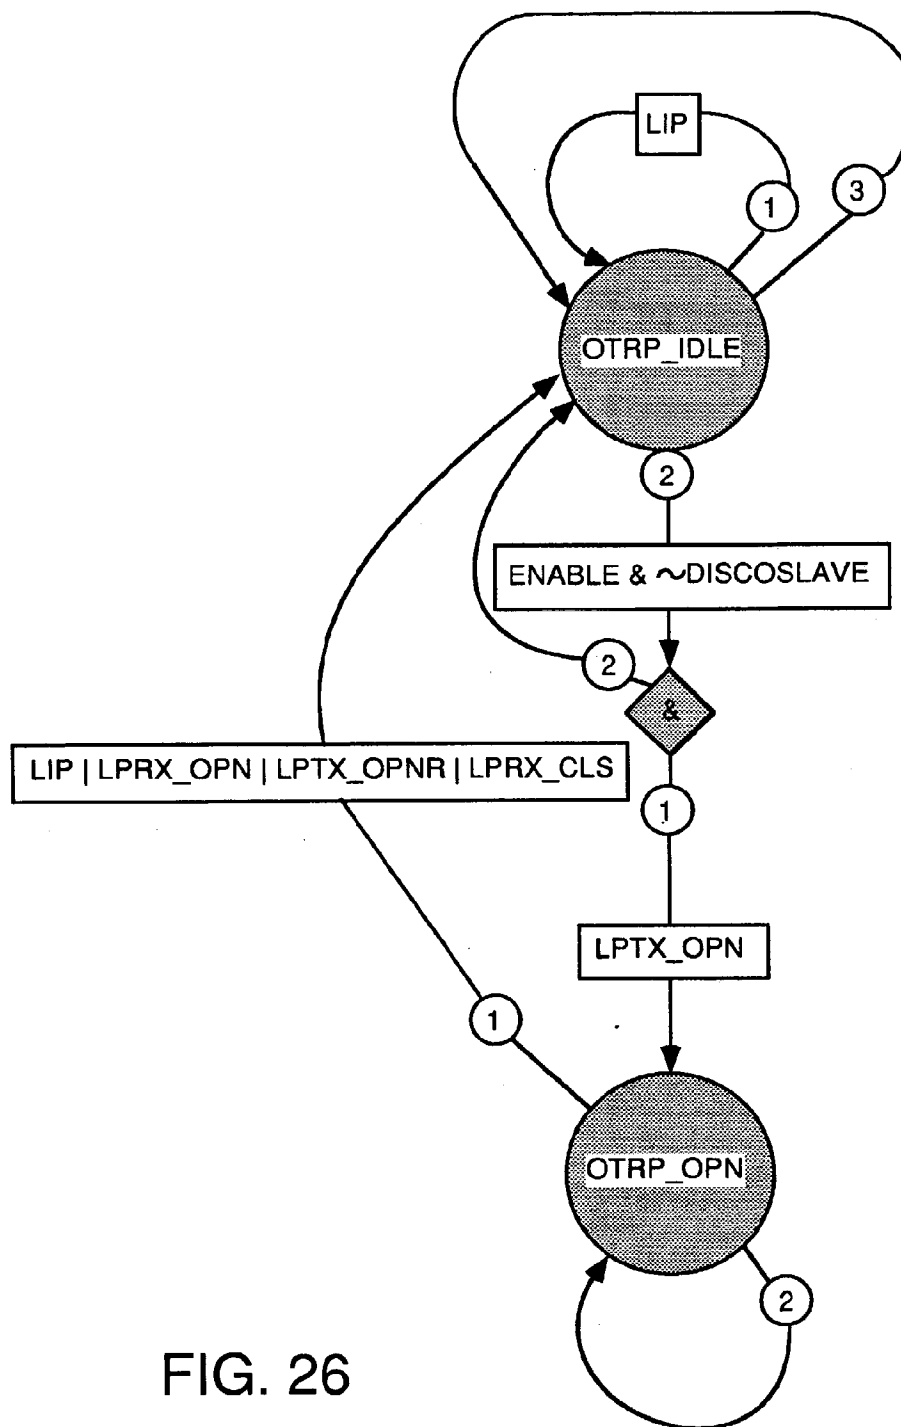 LIP
1
3
OTRP_IDLE
2
ENABLE & ~DISCOSLAVE
2
&
LIP | LPRX_OPN | LPTX_OPNR | LPRX_CLS
1
LPTX_OPN
1
OTRP_OPN
2
FIG. 26